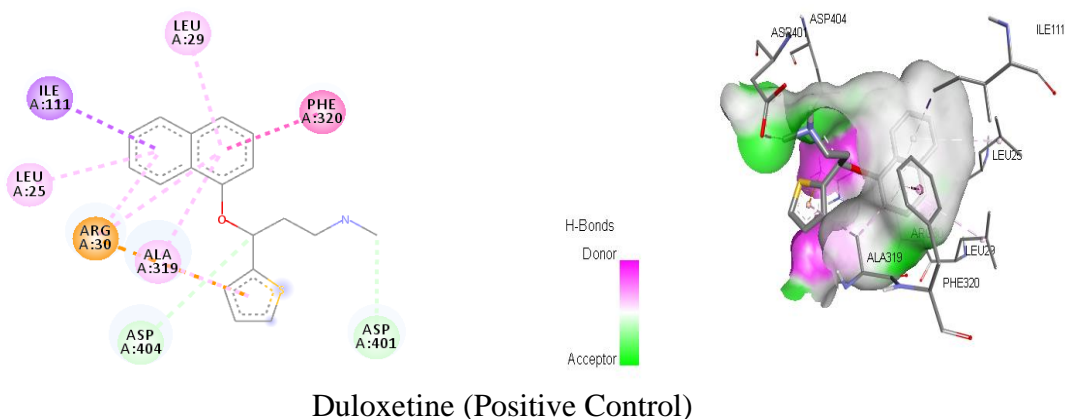 LEU
A:29
ILE
A:111
PHE
A:320
LEU
A:25
ARG
A:30
ALA
A:319
ASP
A:404
ASP
A:401
H-Bonds
Donor
Acceptor
ASP404
ASP401
ILE111
LEU25
ALA319
LEU29
PHE320
Duloxetine (Positive Control)